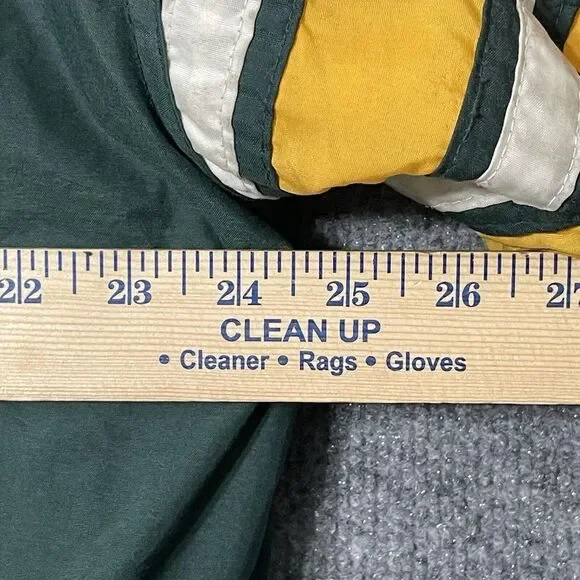 22 23 24 25 26 27
CLEAN UP
• Cleaner • Rags • Gloves